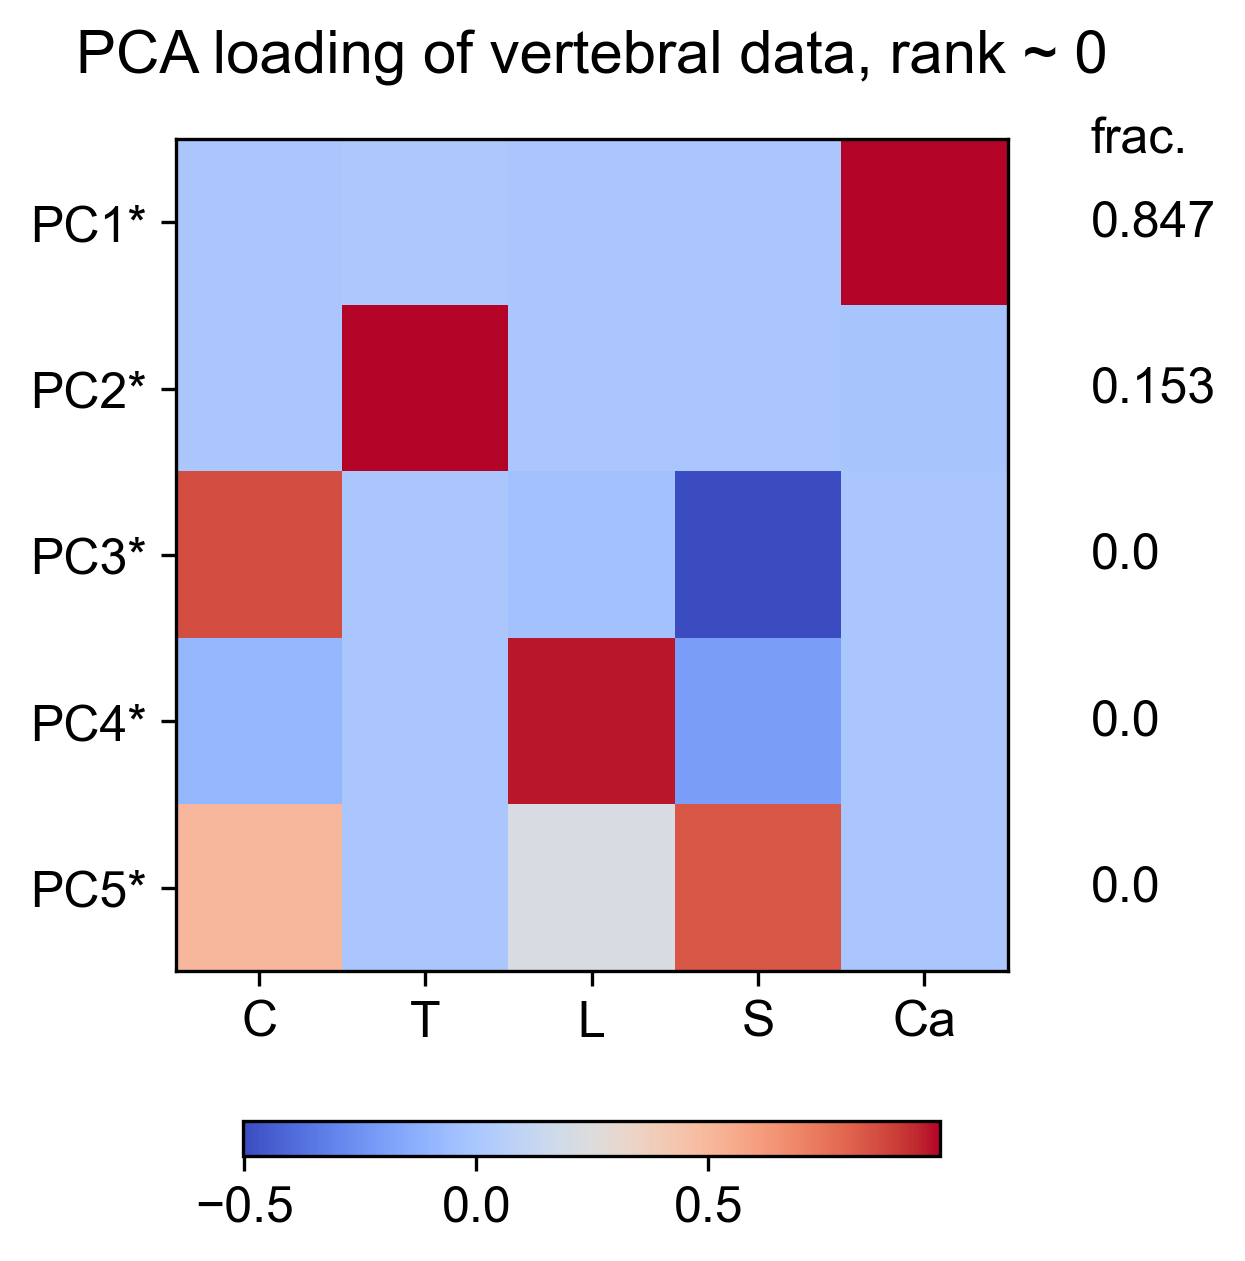 PCA loading of vertebral data, rank ~ 0
frac.
PC1* 0.847
PC2* 0.153
PC3* 0.0
PC4* 0.0
PC5* 0.0
C T L S Ca
−0.5 0.0 0.5